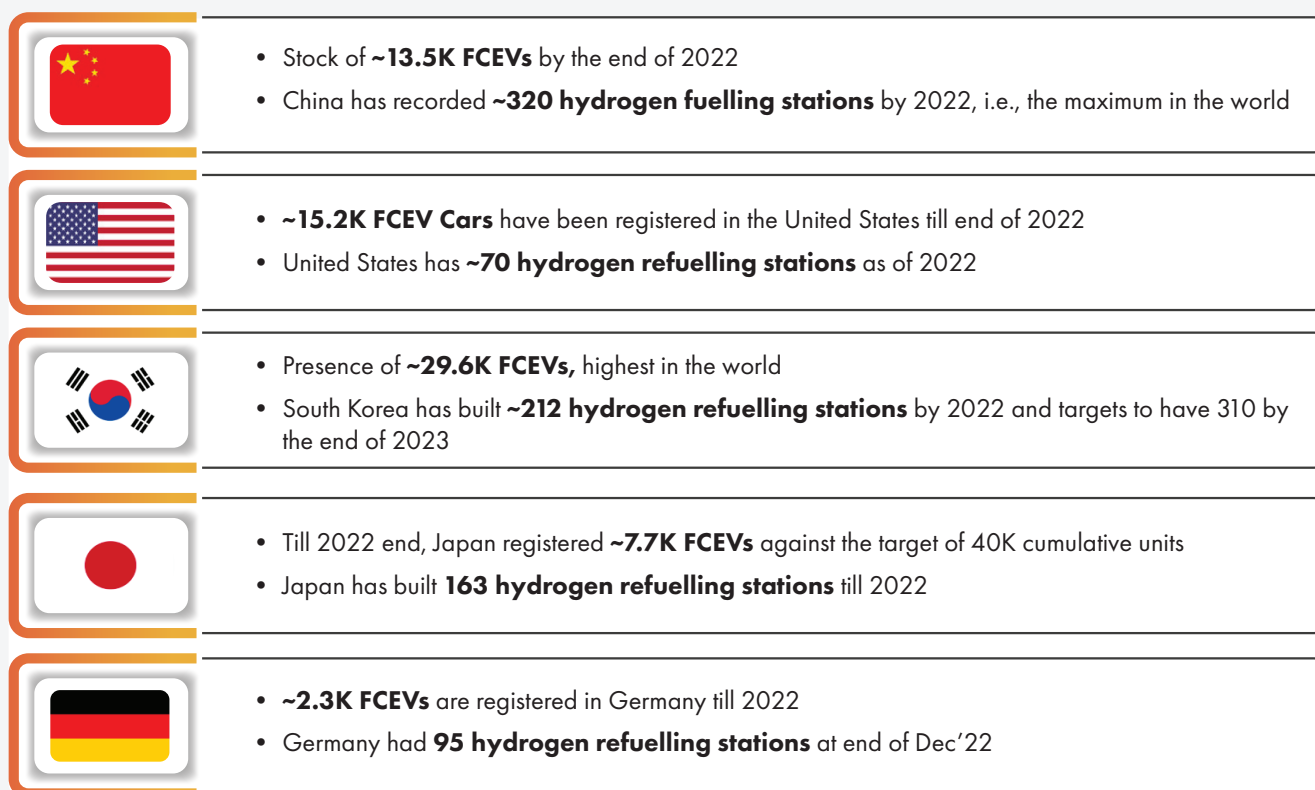 • Stock of ~13.5K FCEVs by the end of 2022
• China has recorded ~320 hydrogen fuelling stations by 2022, i.e., the maximum in the world
• ~15.2K FCEV Cars have been registered in the United States till end of 2022
• United States has ~70 hydrogen refuelling stations as of 2022
• Presence of ~29.6K FCEVs, highest in the world
• South Korea has built ~212 hydrogen refuelling stations by 2022 and targets to have 310 by
the end of 2023
• Till 2022 end, Japan registered ~7.7K FCEVs against the target of 40K cumulative units
• Japan has built 163 hydrogen refuelling stations till 2022
• ~2.3K FCEVs are registered in Germany till 2022
• Germany had 95 hydrogen refuelling stations at end of Dec’22